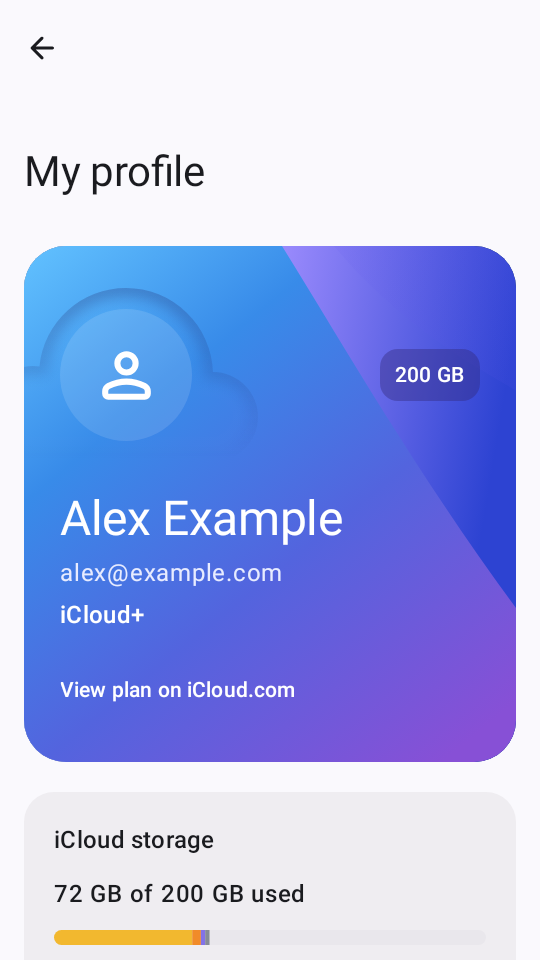 My profile
200 GB
Alex Example
alex@example.com
iCloud+
View plan on iCloud.com
iCloud storage
72 GB of 200 GB used